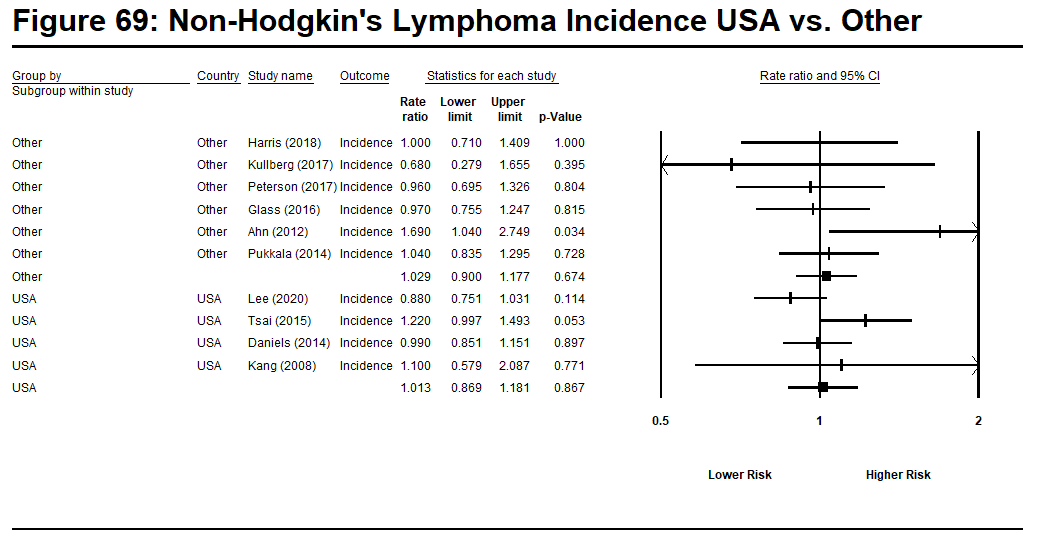 Figure 69: Non-Hodgkin's Lymphoma Incidence USA vs. Other
Group by Country Study name Outcome Statistics for each study Rate ratio and 95% CI
Subgroup within study
Rate Lower Upper
ratio limit limit p-Value
Other Other Harris (2018) Incidence 1.000 0.710 1.409 1.000
Other Other Kullberg (2017) Incidence 0.680 0.279 1.655 0.395
Other Other Peterson (2017) Incidence 0.960 0.695 1.326 0.804
Other Other Glass (2016) Incidence 0.970 0.755 1.247 0.815
Other Other Ahn (2012) Incidence 1.690 1.040 2.749 0.034
Other Other Pukkala (2014) Incidence 1.040 0.835 1.295 0.728
Other 1.029 0.900 1.177 0.674
USA USA Lee (2020) Incidence 0.880 0.751 1.031 0.114
USA USA Tsai (2015) Incidence 1.220 0.997 1.493 0.053
USA USA Daniels (2014) Incidence 0.990 0.851 1.151 0.897
USA USA Kang (2008) Incidence 1.100 0.579 2.087 0.771
USA 1.013 0.869 1.181 0.867
0.5 1 2
Lower Risk Higher Risk